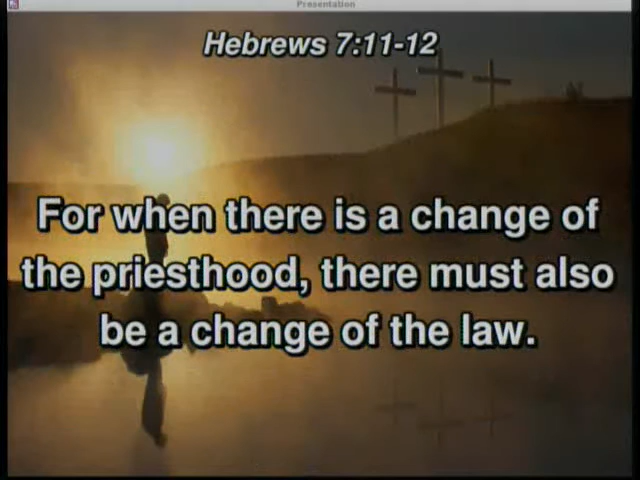 Presentation
Hebrews 7:11-12
For when there is a change of
the priesthood, there must also
be a change of the law.